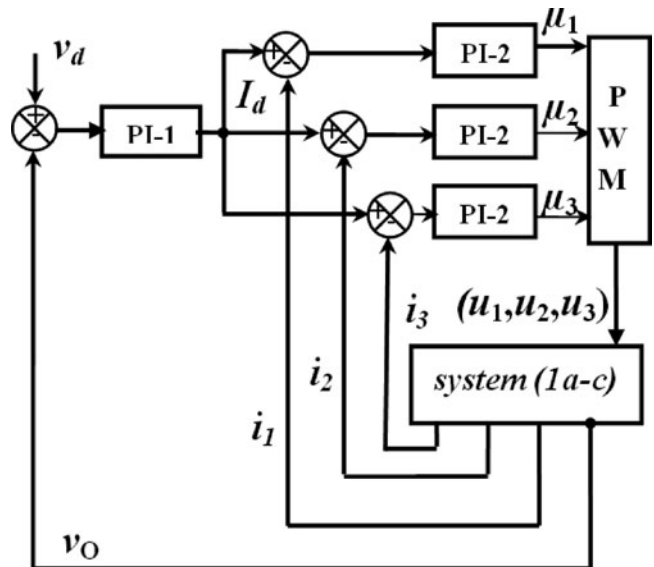 v_d
+
-
PI-1
I_d
+
-
PI-2
μ_1
+
-
PI-2
μ_2
+
-
PI-2
μ_3
P
W
M
i_3
(u_1,u_2,u_3)
i_2
system (1a-c)
i_1
v_O